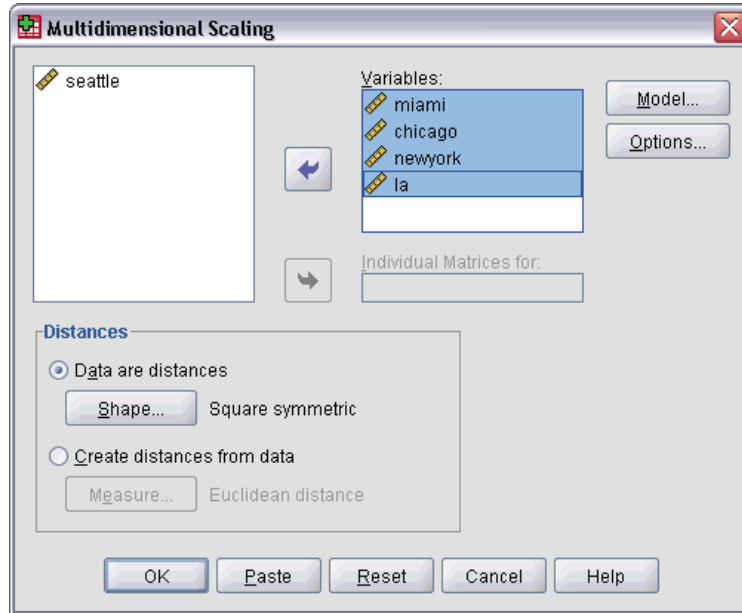 Multidimensional Scaling
seattle
Variables:
miami
chicago
newyork
la
Model...
Options...
Individual Matrices for:
Distances
Data are distances
Shape... Square symmetric
Create distances from data
Measure... Euclidean distance
OK Paste Reset Cancel Help